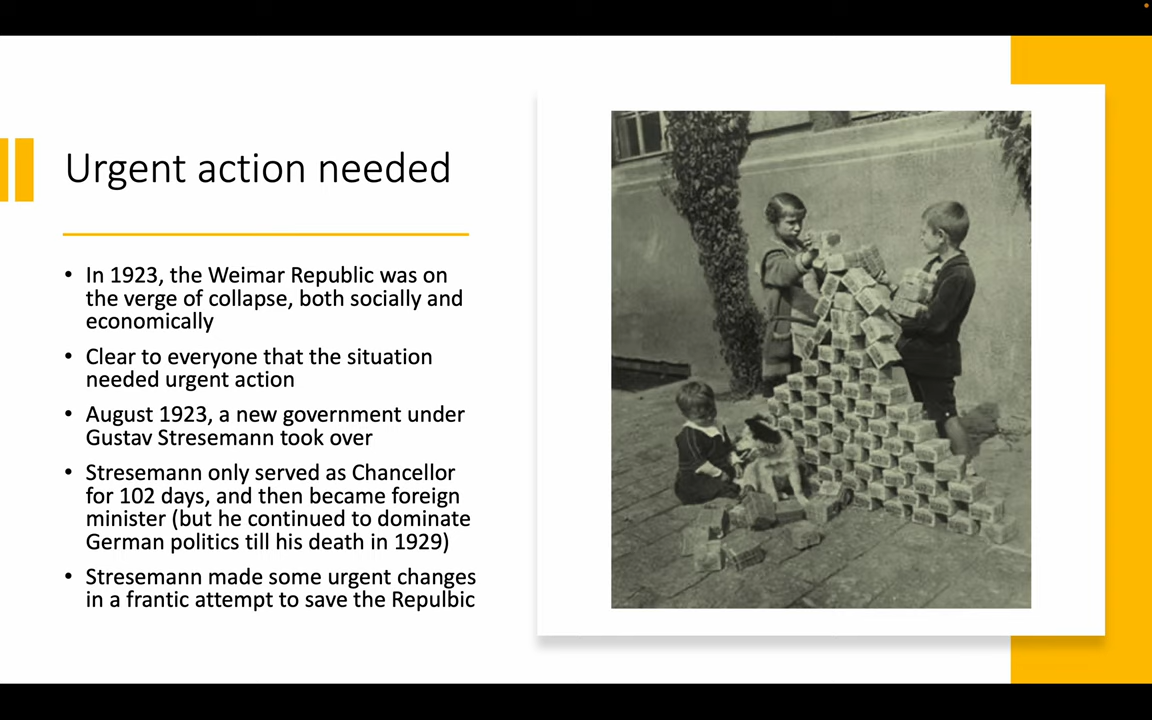 Urgent action needed
• In 1923, the Weimar Republic was on
the verge of collapse, both socially and
economically
• Clear to everyone that the situation
needed urgent action
• August 1923, a new government under
Gustav Stresemann took over
• Stresemann only served as Chancellor
for 102 days, and then became foreign
minister (but he continued to dominate
German politics till his death in 1929)
• Stresemann made some urgent changes
in a frantic attempt to save the Repulbic